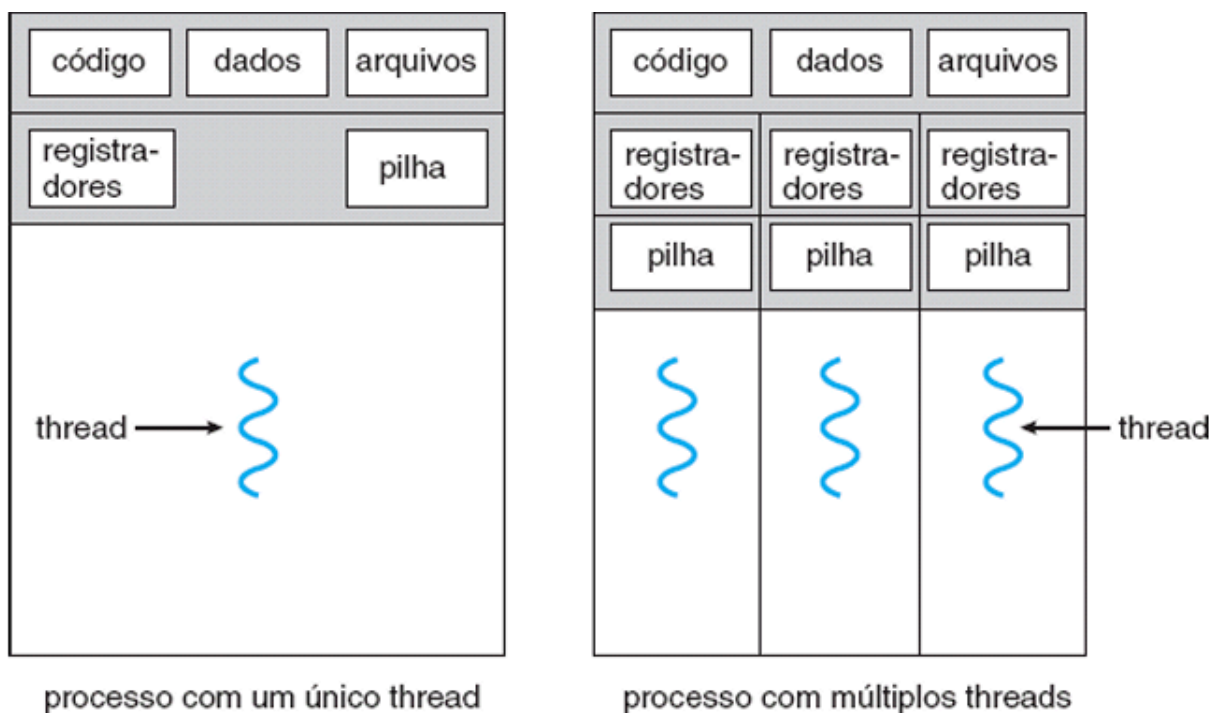 código dados arquivos
registra-
dores
pilha
thread
processo com um único thread
código dados arquivos
registra- registra- registra-
dores dores dores
pilha pilha pilha
thread
processo com múltiplos threads